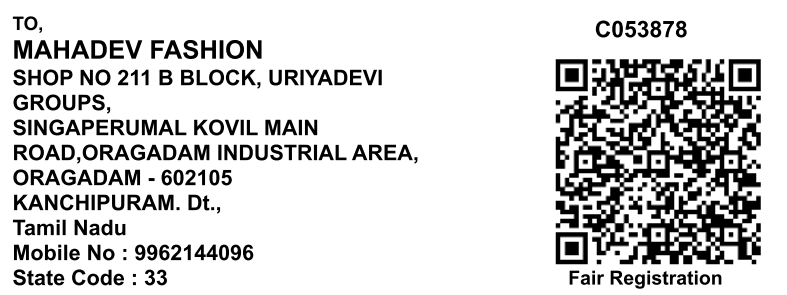 TO,
MAHADEV FASHION
SHOP NO 211 B BLOCK, URIYADEVI
GROUPS,
SINGAPERUMAL KOVIL MAIN
ROAD,ORAGADAM INDUSTRIAL AREA,
ORAGADAM - 602105
KANCHIPURAM. Dt.,
Tamil Nadu
Mobile No : 9962144096
State Code : 33
C053878
Fair Registration